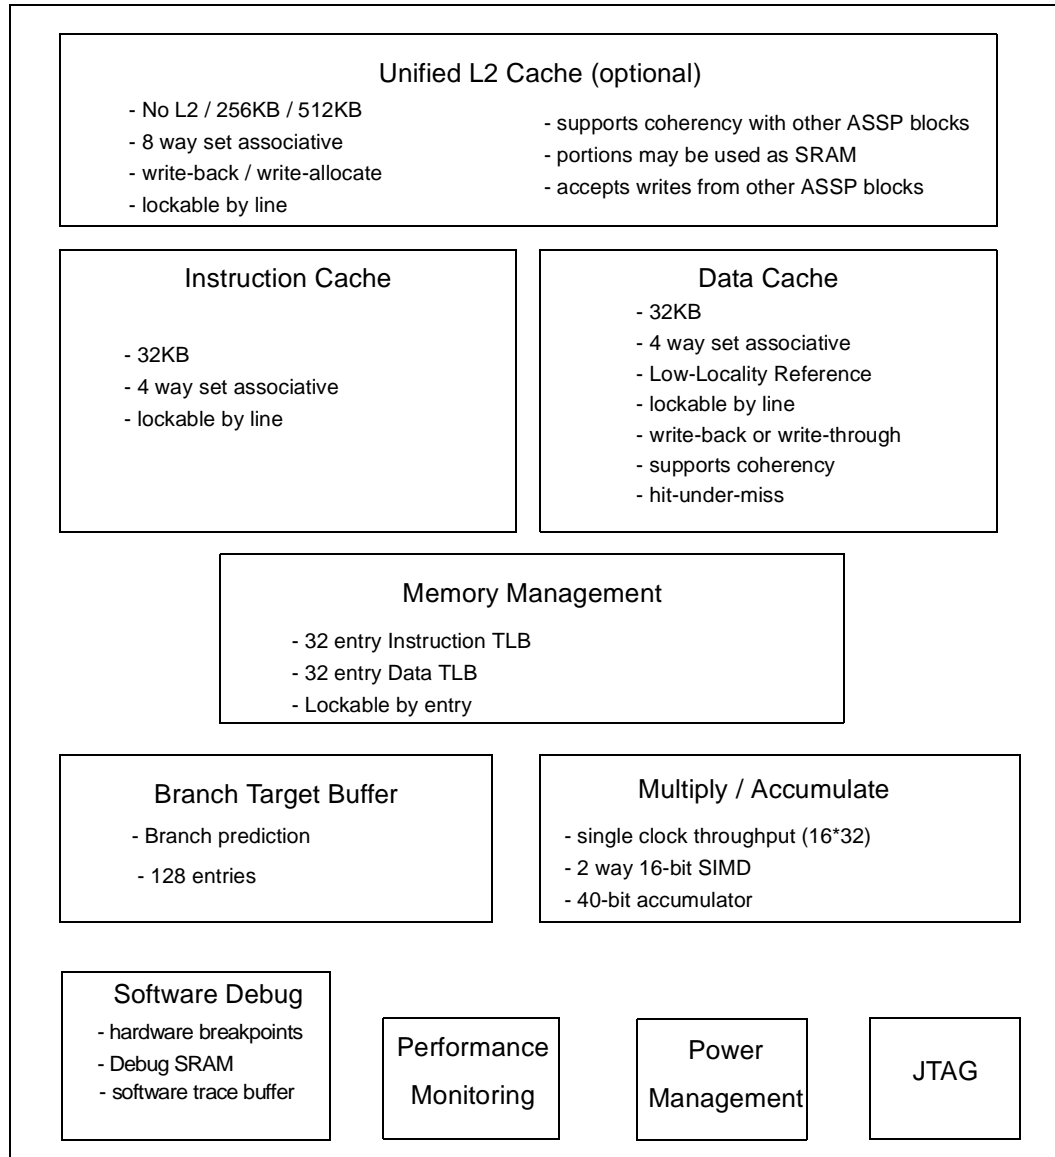 Unified L2 Cache (optional)
- No L2 / 256KB / 512KB
- 8 way set associative
- write-back / write-allocate
- lockable by line
- supports coherency with other ASSP blocks
- portions may be used as SRAM
- accepts writes from other ASSP blocks
Instruction Cache
- 32KB
- 4 way set associative
- lockable by line
Data Cache
- 32KB
- 4 way set associative
- Low-Locality Reference
- lockable by line
- write-back or write-through
- supports coherency
- hit-under-miss
Memory Management
- 32 entry Instruction TLB
- 32 entry Data TLB
- Lockable by entry
Branch Target Buffer
- Branch prediction
- 128 entries
Multiply / Accumulate
- single clock throughput (16*32)
- 2 way 16-bit SIMD
- 40-bit accumulator
Software Debug
- hardware breakpoints
- Debug SRAM
- software trace buffer
Performance
Monitoring
Power
Management
JTAG